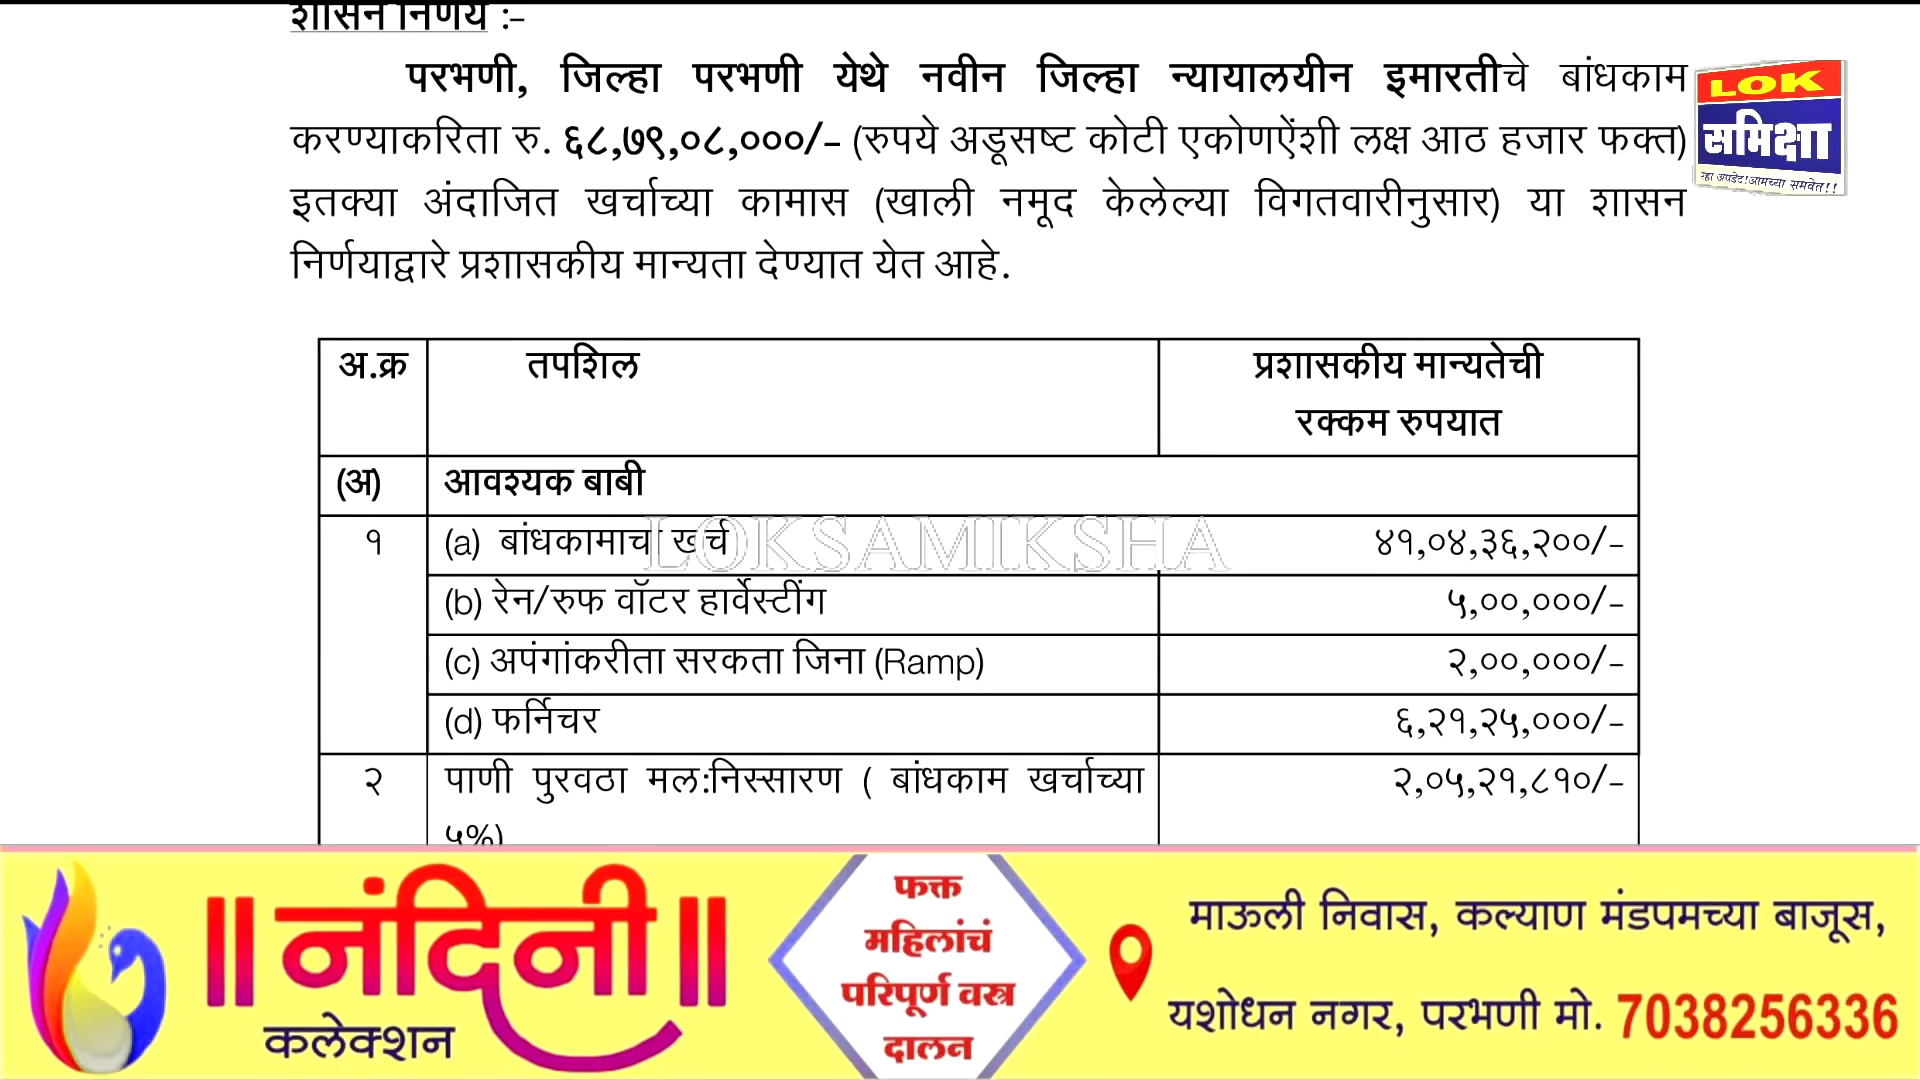 शासन निर्णय :-
परभणी, जिल्हा परभणी येथे नवीन जिल्हा न्यायालयीन इमारतीचे बांधकाम
करण्याकरिता रु. ६८,७९,०८,०००/- (रुपये अडूसष्ट कोटी एकोणऐंशी लक्ष आठ हजार फक्त)
इतक्या अंदाजित खर्चाच्या कामास (खाली नमूद केलेल्या विगतवारीनुसार) या शासन
निर्णयाद्वारे प्रशासकीय मान्यता देण्यात येत आहे.
LOK
समिक्षा
रहा अपडेट!आमच्या समवेत!!
अ.क्र तपशिल प्रशासकीय मान्यतेची
रक्कम रुपयात
(अ) आवश्यक बाबी
१ (a) बांधकामाचा खर्च ४१,०४,३६,२००/-
LOKSAMIKSHA
(b) रेन/रुफ वॉटर हार्वेस्टींग ५,००,०००/-
(c) अपंगांकरीता सरकता जिना (Ramp) २,००,०००/-
(d) फर्निचर ६,२१,२५,०००/-
२ पाणी पुरवठा मल:निस्सारण ( बांधकाम खर्चाच्या २,०५,२१,८१०/-
५%)
॥ नंदिनी ॥
कलेक्शन
फक्त
महिलांचं
परिपूर्ण वस्त्र
दालन
माऊली निवास, कल्याण मंडपमच्या बाजूस,
यशोधन नगर, परभणी मो. 7038256336